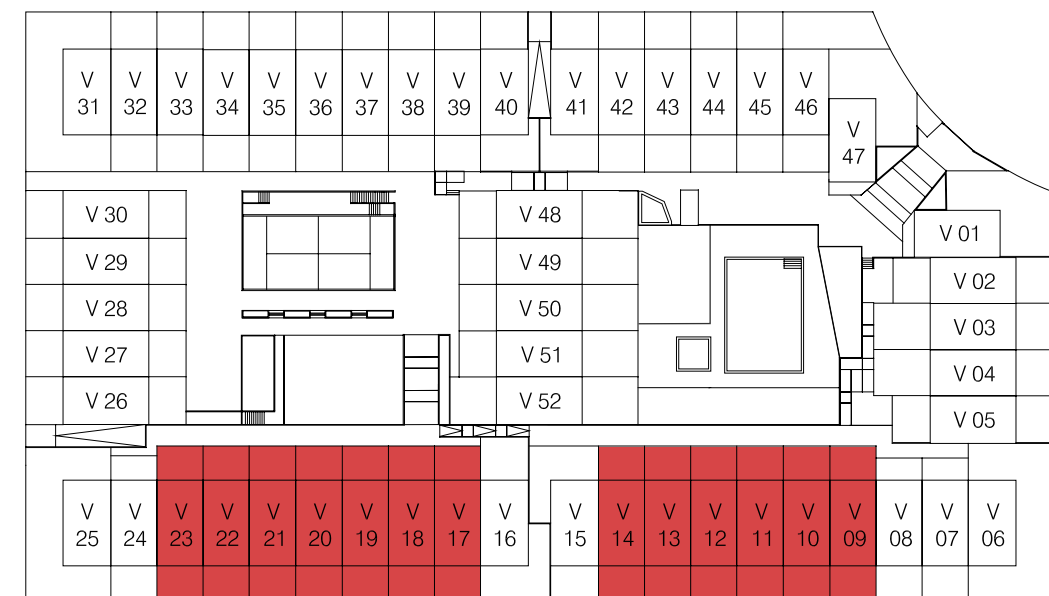 V V V V V V V V V V V V V V V V
31 32 33 34 35 36 37 38 39 40 41 42 43 44 45 46
V
47
V 30 V 48
V 01
V 29 V 49
V 02
V 28 V 50
V 03
V 27 V 51
V 04
V 26 V 52
V 05
V V V V V V V V V V V V V V V V V V V V
25 24 23 22 21 20 19 18 17 16 15 14 13 12 11 10 09 08 07 06